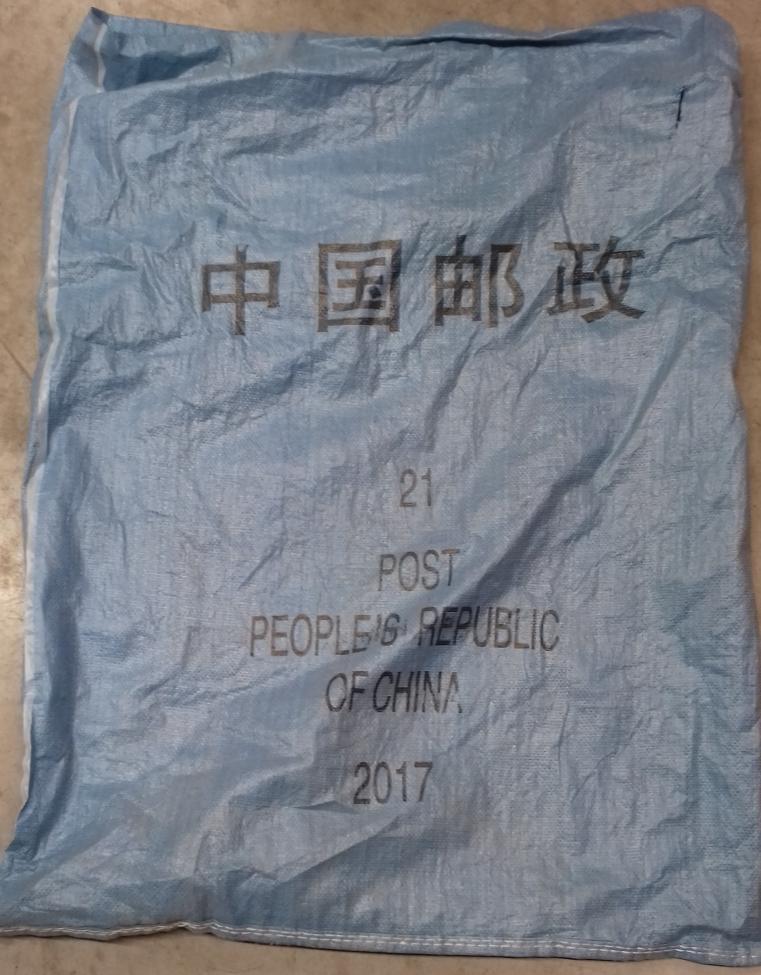 中国邮政
21
POST
PEOPLE'S REPUBLIC
OF CHINA
2017